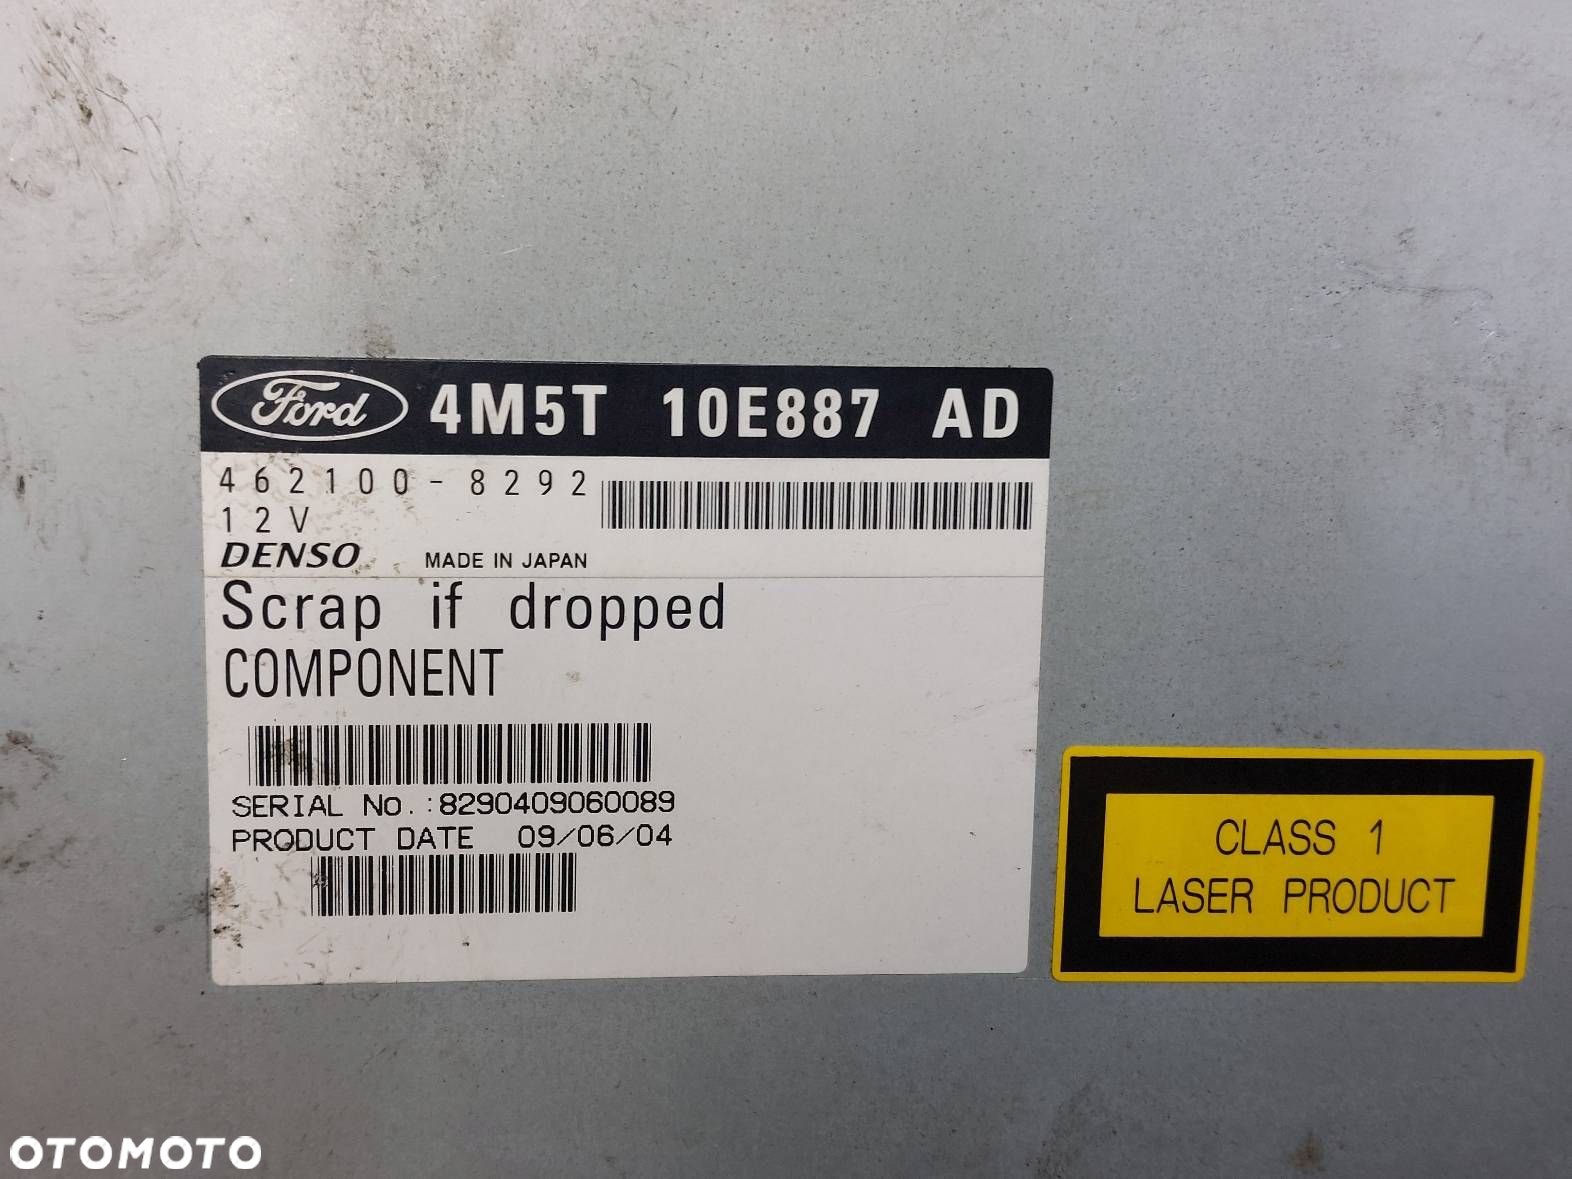 Ford 4M5T 10E887 AD
462100-8292
12V
DENSO MADE IN JAPAN
Scrap if dropped
COMPONENT
SERIAL No.:8290409060089
PRODUCT DATE 09/06/04
CLASS 1
LASER PRODUCT
OTOMOTO